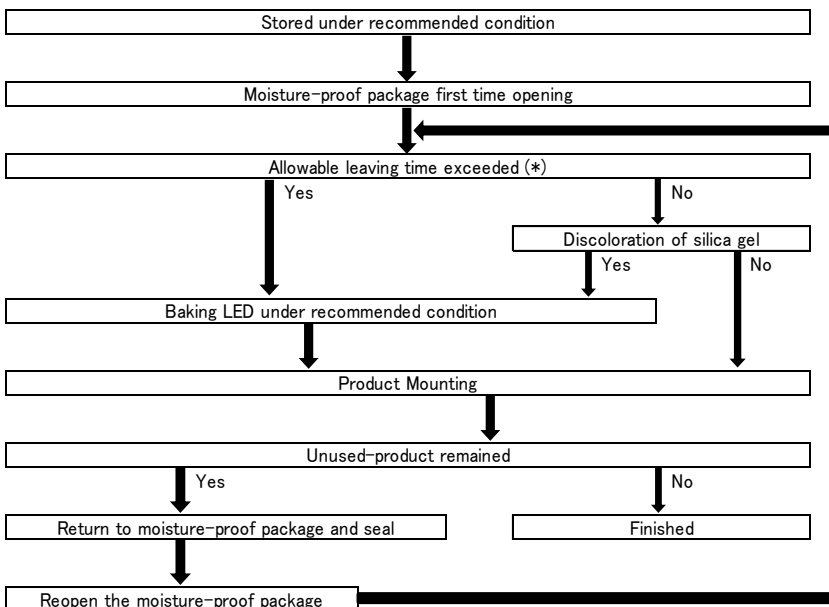 Stored under recommended condition
Moisture-proof package first time opening
Allowable leaving time exceeded (*)
Yes
No
Discoloration of silica gel
Yes
No
Baking LED under recommended condition
Product Mounting
Unused-product remained
Yes
No
Return to moisture-proof package and seal
Finished
Reopen the moisture-proof package